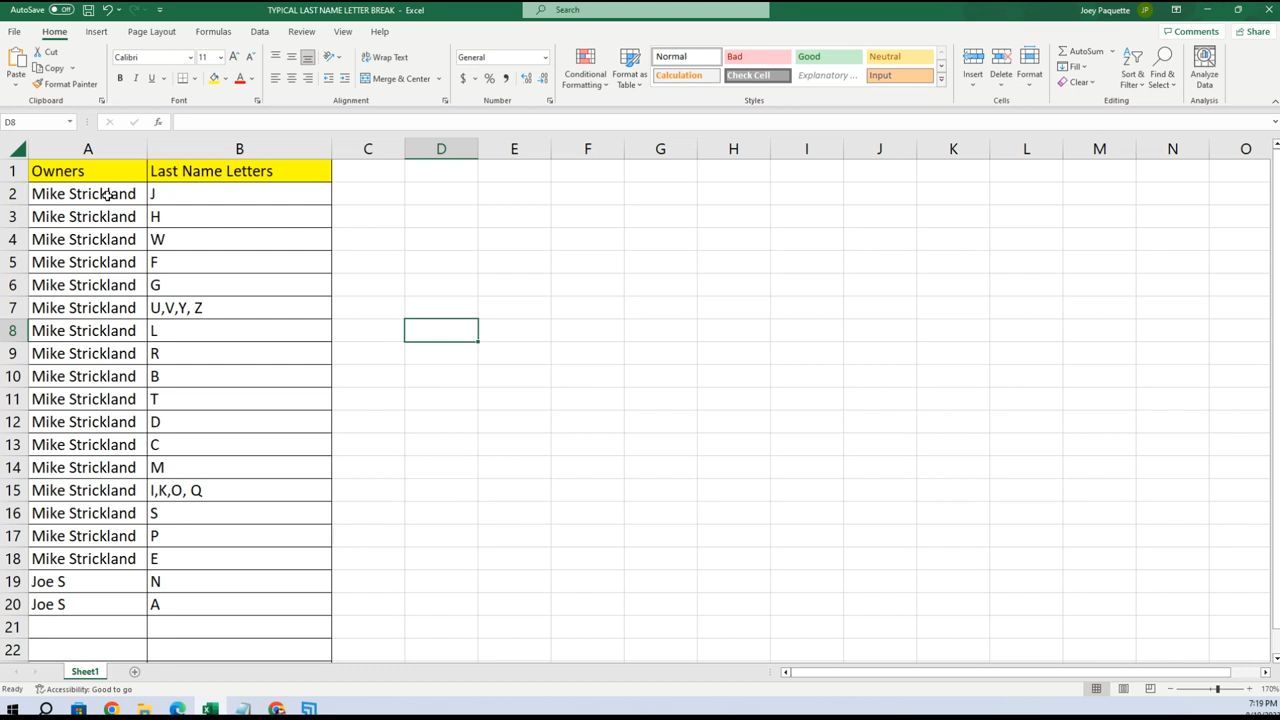 AutoSave Off TYPICAL LAST NAME LETTER BREAK - Excel Search Joey Paquette JP
File Home Insert Page Layout Formulas Data Review View Help Comments Share
Paste Cut Copy Format Painter Clipboard
Calibri 11 B I U Font
Wrap Text Merge & Center Alignment
General $ % Number
Conditional Formatting Format as Table
Normal Bad Good Neutral
Calculation Check Cell Explanatory ... Input
Styles
Insert Delete Format Cells
AutoSum Fill Clear Sort & Filter Find & Select Editing
Analyze Data Analysis
D8 fx
A B C D E F G H I J K L M N O
1 Owners Last Name Letters
2 Mike Strickland J
3 Mike Strickland H
4 Mike Strickland W
5 Mike Strickland F
6 Mike Strickland G
7 Mike Strickland U,V,Y, Z
8 Mike Strickland L
9 Mike Strickland R
10 Mike Strickland B
11 Mike Strickland T
12 Mike Strickland D
13 Mike Strickland C
14 Mike Strickland M
15 Mike Strickland I,K,O, Q
16 Mike Strickland S
17 Mike Strickland P
18 Mike Strickland E
19 Joe S N
20 Joe S A
21
22
Sheet1
Ready Accessibility: Good to go 170%
7:19 PM